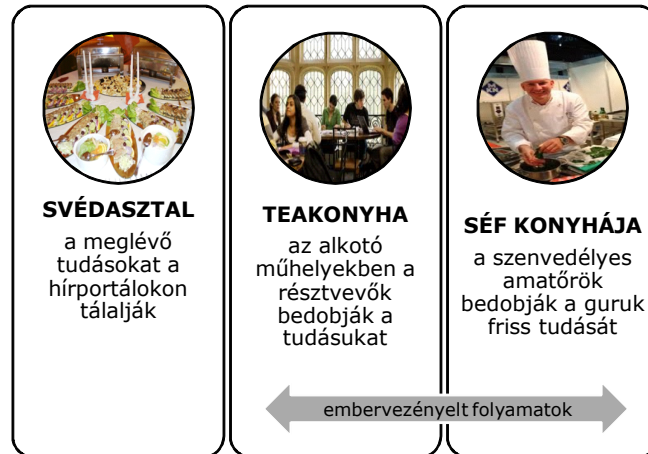 SVÉDASZTAL
a meglévő
tudásokat a
hírportálokon
tálalják
TEAKONYHA
az alkotó
műhelyekben a
résztvevők
bedobják a
tudásukat
SÉF KONYHÁJA
a szenvedélyes
amatőrök
bedobják a guruk
friss tudását
embervezényelt folyamatok